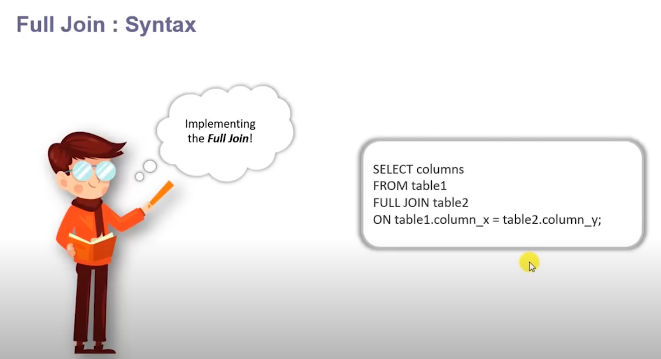 Full Join : Syntax
Implementing
the Full Join!
SELECT columns
FROM table1
FULL JOIN table2
ON table1.column_x = table2.column_y;